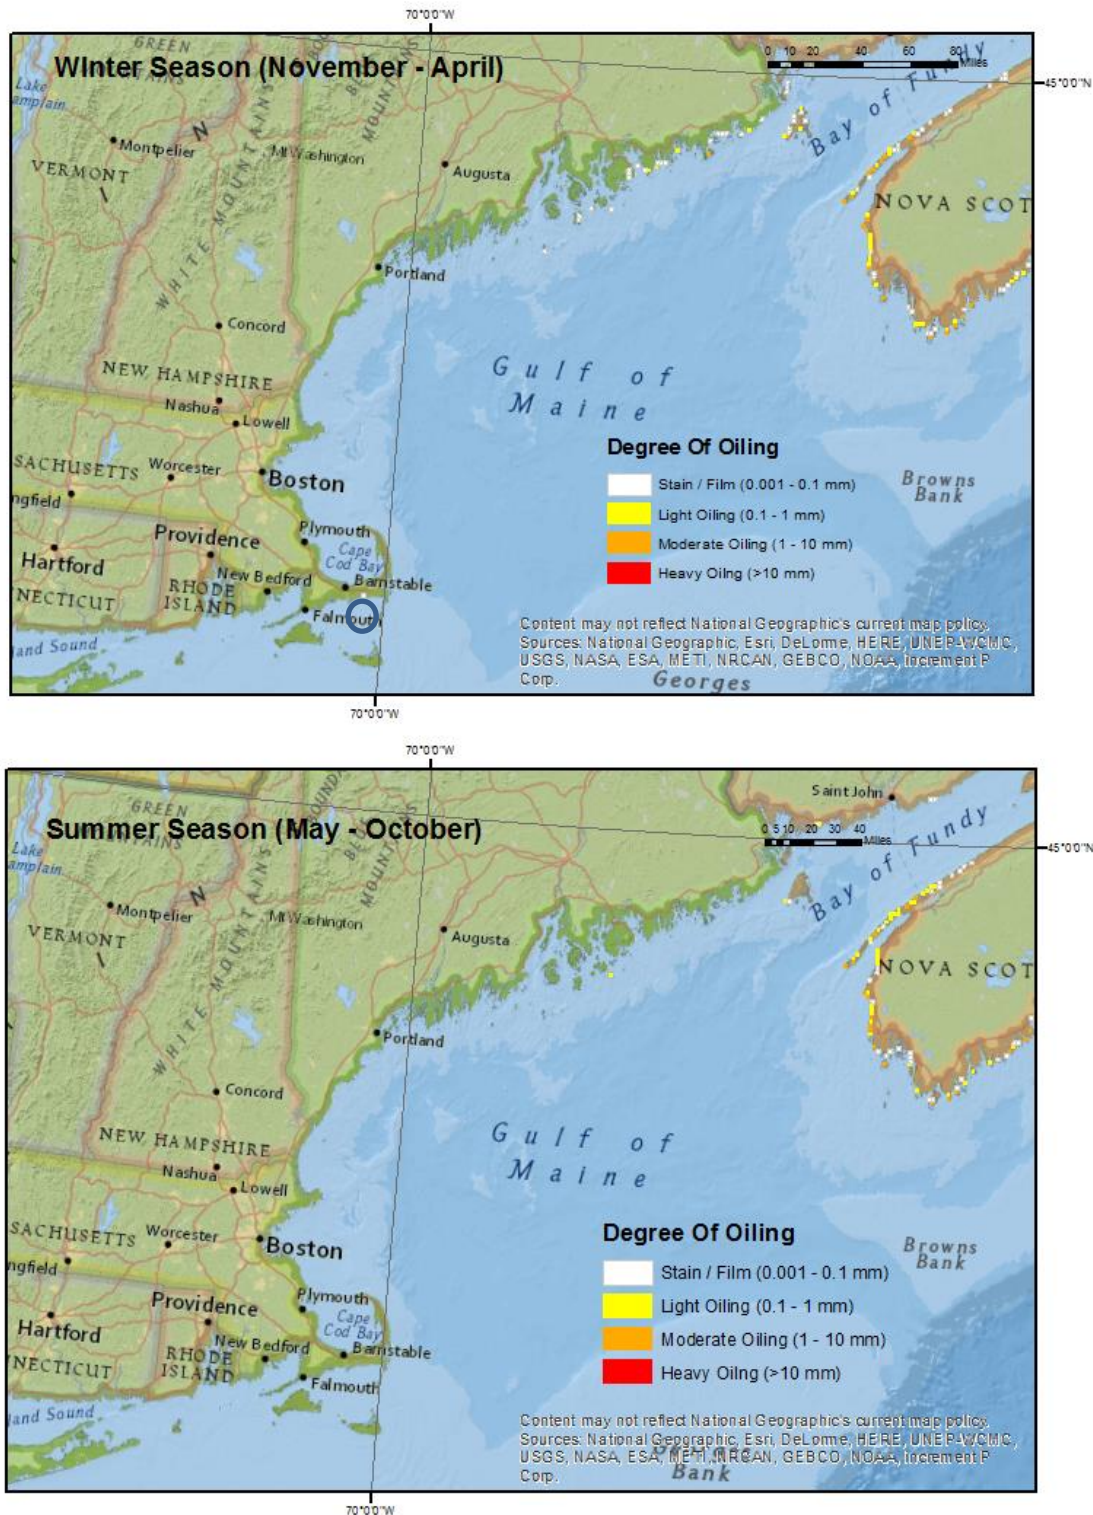 70°0'0"W
WInter Season (November - April)
GREEN
MOUNTAINS
0 10 20 40 60 80
Miles
45°0'0"N
Lake
amplain
Bay of Fundy
Montpelier
Mt Washington
WHITE MOUNTAINS
MOUNTAINS
Augusta
VERMONT
NOVA SCOT
Portland
Concord
Gulf of
Maine
NEW HAMPSHIRE
Nashua
Lowell
Degree Of Oiling
SACHUSETTS
Worcester
Boston
Stain / Film (0.001 - 0.1 mm)
Browns
Bank
ngfield
Light Oiling (0.1 - 1 mm)
Plymouth
Providence
Moderate Oiling (1 - 10 mm)
Cape
Cod Bay
Hartford
New Bedford
Barnstable
Heavy Oilng (>10 mm)
NECTICUT
RHODE
ISLAND
Falmouth
Content may not reflect National Geographic's current map policy.
Sources: National Geographic, Esri, DeLorme, HERE, UNEP-WCMC,
USGS, NASA, ESA, METI, NRCAN, GEBCO, NOAA, increment P
Corp.
land Sound
Georges
70°0'0"W
70°0'0"W
Saint John
GREEN
MOUNTAINS
Summer Season (May - October)
0 5 10 20 30 40
Miles
45°0'0"N
Lake
amplain
Bay of Fundy
Montpelier
Mt Washington
WHITE MOUNTAINS
MOUNTAINS
Augusta
VERMONT
NOVA SCOT
Portland
Concord
Gulf of
Maine
NEW HAMPSHIRE
Nashua
Lowell
Degree Of Oiling
SACHUSETTS
Worcester
Boston
Browns
Bank
Stain / Film (0.001 - 0.1 mm)
ngfield
Light Oiling (0.1 - 1 mm)
Plymouth
Providence
Cape
Cod Bay
Moderate Oiling (1 - 10 mm)
Hartford
New Bedford
Barnstable
NECTICUT
RHODE
ISLAND
Heavy Oilng (>10 mm)
Falmouth
land Sound
Content may not reflect National Geographic's current map policy.
Sources: National Geographic, Esri, DeLorme, HERE, UNEP-WCMC,
USGS, NASA, ESA, METI, NRCAN, GEBCO, NOAA, increment P
Corp.
Bank
70°0'0"W